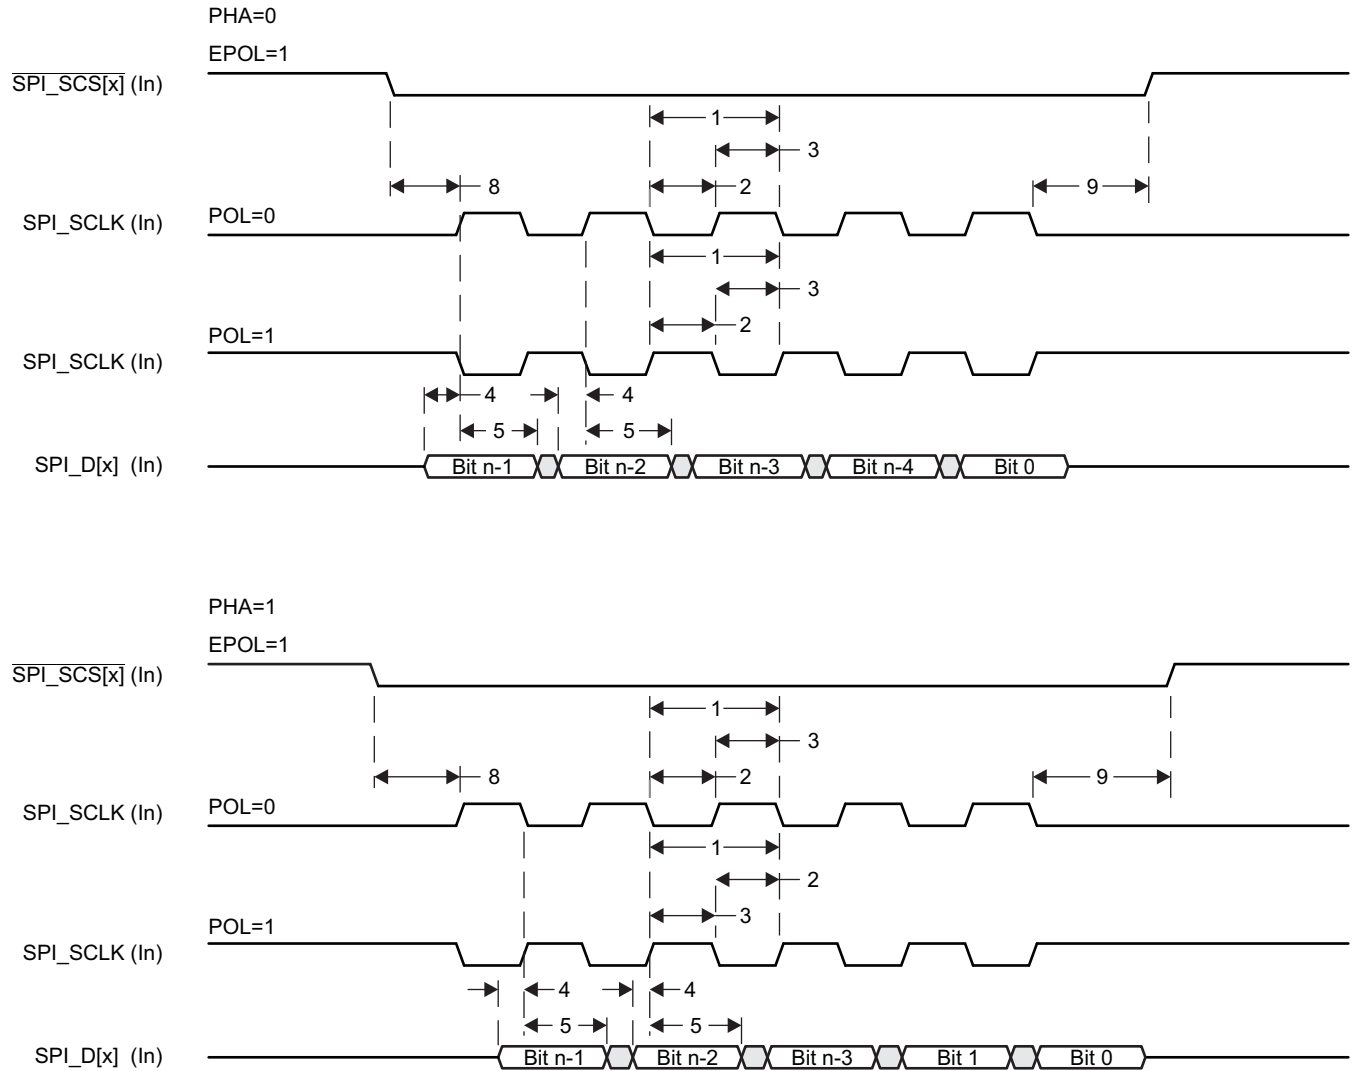 PHA=0
EPOL=1
SPI_SCS[x] (In)
1
3
8
2
9
SPI_SCLK (In)
POL=0
1
3
2
POL=1
SPI_SCLK (In)
4
4
5
5
SPI_D[x] (In)
Bit n-1
Bit n-2
Bit n-3
Bit n-4
Bit 0
PHA=1
EPOL=1
SPI_SCS[x] (In)
1
3
8
2
9
POL=0
SPI_SCLK (In)
1
2
3
POL=1
SPI_SCLK (In)
4
4
5
5
SPI_D[x] (In)
Bit n-1
Bit n-2
Bit n-3
Bit 1
Bit 0